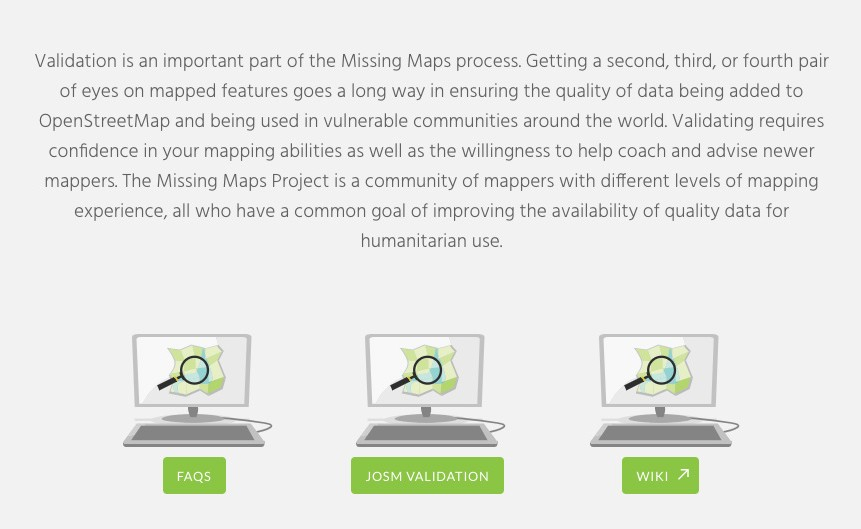 Validation is an important part of the Missing Maps process. Getting a second, third, or fourth pair
of eyes on mapped features goes a long way in ensuring the quality of data being added to
OpenStreetMap and being used in vulnerable communities around the world. Validating requires
confidence in your mapping abilities as well as the willingness to help coach and advise newer
mappers. The Missing Maps Project is a community of mappers with different levels of mapping
experience, all who have a common goal of improving the availability of quality data for
humanitarian use.
FAQS
JOSM VALIDATION
WIKI